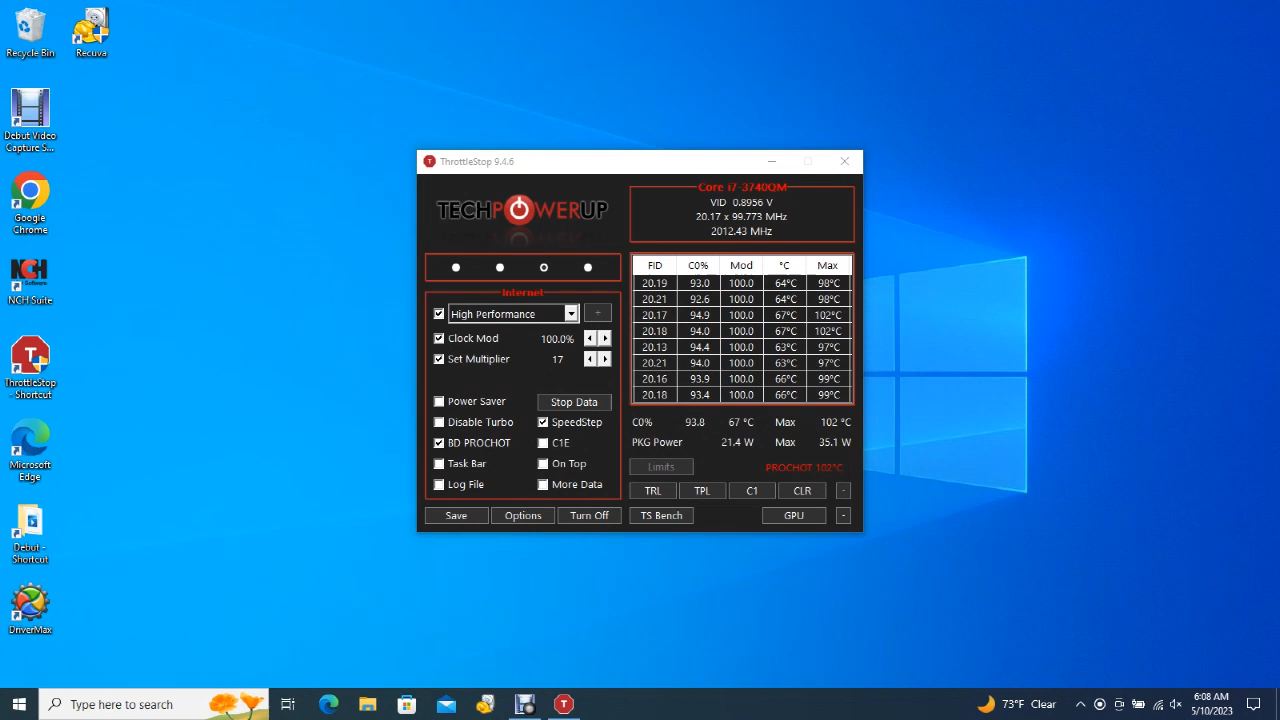 Recycle Bin
Recuva
Debut Video
Capture S...
Google
Chrome
NCH
Software
NCH Suite
ThrottleStop
- Shortcut
Microsoft
Edge
Debut -
Shortcut
DriverMax
T ThrottleStop 9.4.6
TECHPOWERUP
Core i7-3740QM
VID 0.8956 V
20.17 x 99.773 MHz
2012.43 MHz
Internet
High Performance +
Clock Mod 100.0%
Set Multiplier 17
Power Saver Stop Data
Disable Turbo SpeedStep
BD PROCHOT C1E
Task Bar On Top
Log File More Data
Save Options Turn Off
FID C0% Mod °C Max
20.19 93.0 100.0 64°C 98°C
20.21 92.6 100.0 64°C 98°C
20.17 94.9 100.0 67°C 102°C
20.18 94.0 100.0 67°C 102°C
20.13 94.4 100.0 63°C 97°C
20.21 94.0 100.0 63°C 97°C
20.16 93.9 100.0 66°C 99°C
20.18 93.4 100.0 66°C 99°C
C0% 93.8 67 °C Max 102 °C
PKG Power 21.4 W Max 35.1 W
Limits PROCHOT 102°C
TRL TPL C1 CLR -
TS Bench GPU -
Type here to search
T
73°F Clear
6:08 AM
5/10/2023